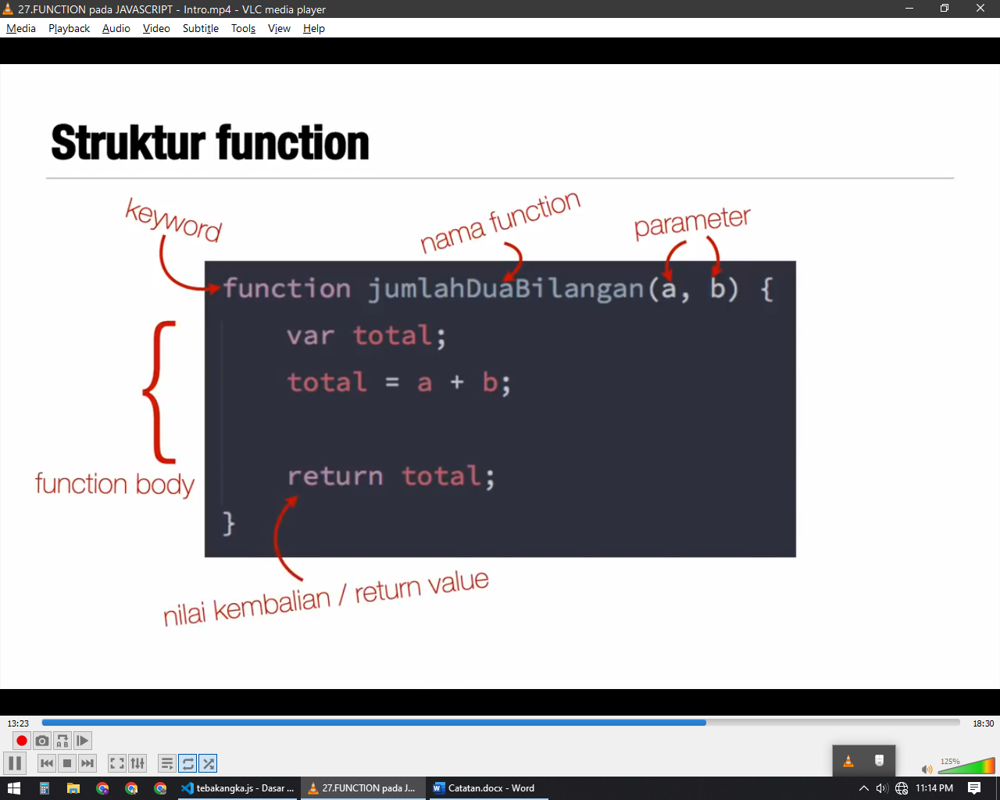 27.FUNCTION pada JAVASCRIPT - Intro.mp4 - VLC media player
Media Playback Audio Video Subtitle Tools View Help
Struktur function
keyword
nama function
parameter
function jumlahDuaBilangan(a, b) {
var total;
total = a + b;
function body
return total;
}
nilai kembalian / return value
13:23
18:30
A B
125%
tebakangka.js - Dasar ...
27.FUNCTION pada J...
Catatan.docx - Word
11:14 PM